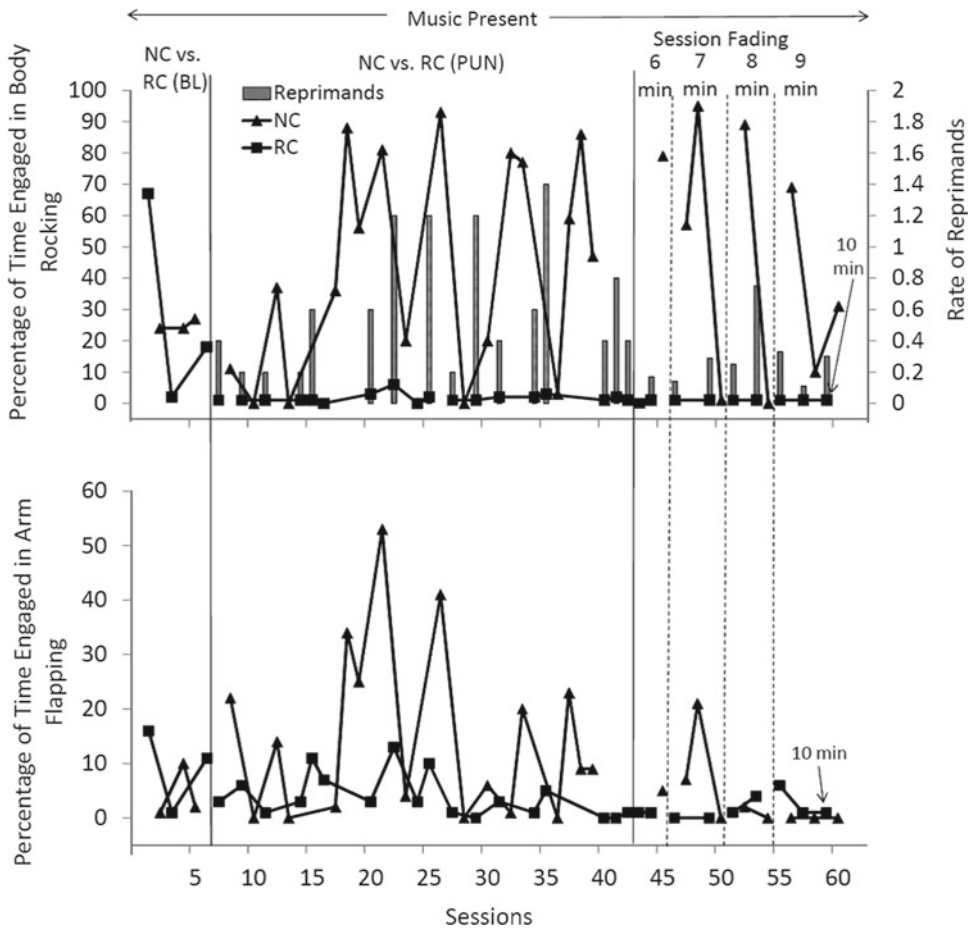 Music Present
NC vs.
RC (BL)
NC vs. RC (PUN)
Session Fading
6
min
7
min
8
min
9
min
Reprimands
NC
RC
Percentage of Time Engaged in Body
Rocking
100
90
80
70
60
50
40
30
20
10
0
2
1.8
1.6
1.4
1.2
1
0.8
0.6
0.4
0.2
0
Rate of Reprimands
10
min
Percentage of Time Engaged in Arm
Flapping
60
50
40
30
20
10
0
10 min
5 10 15 20 25 30 35 40 45 50 55 60
Sessions